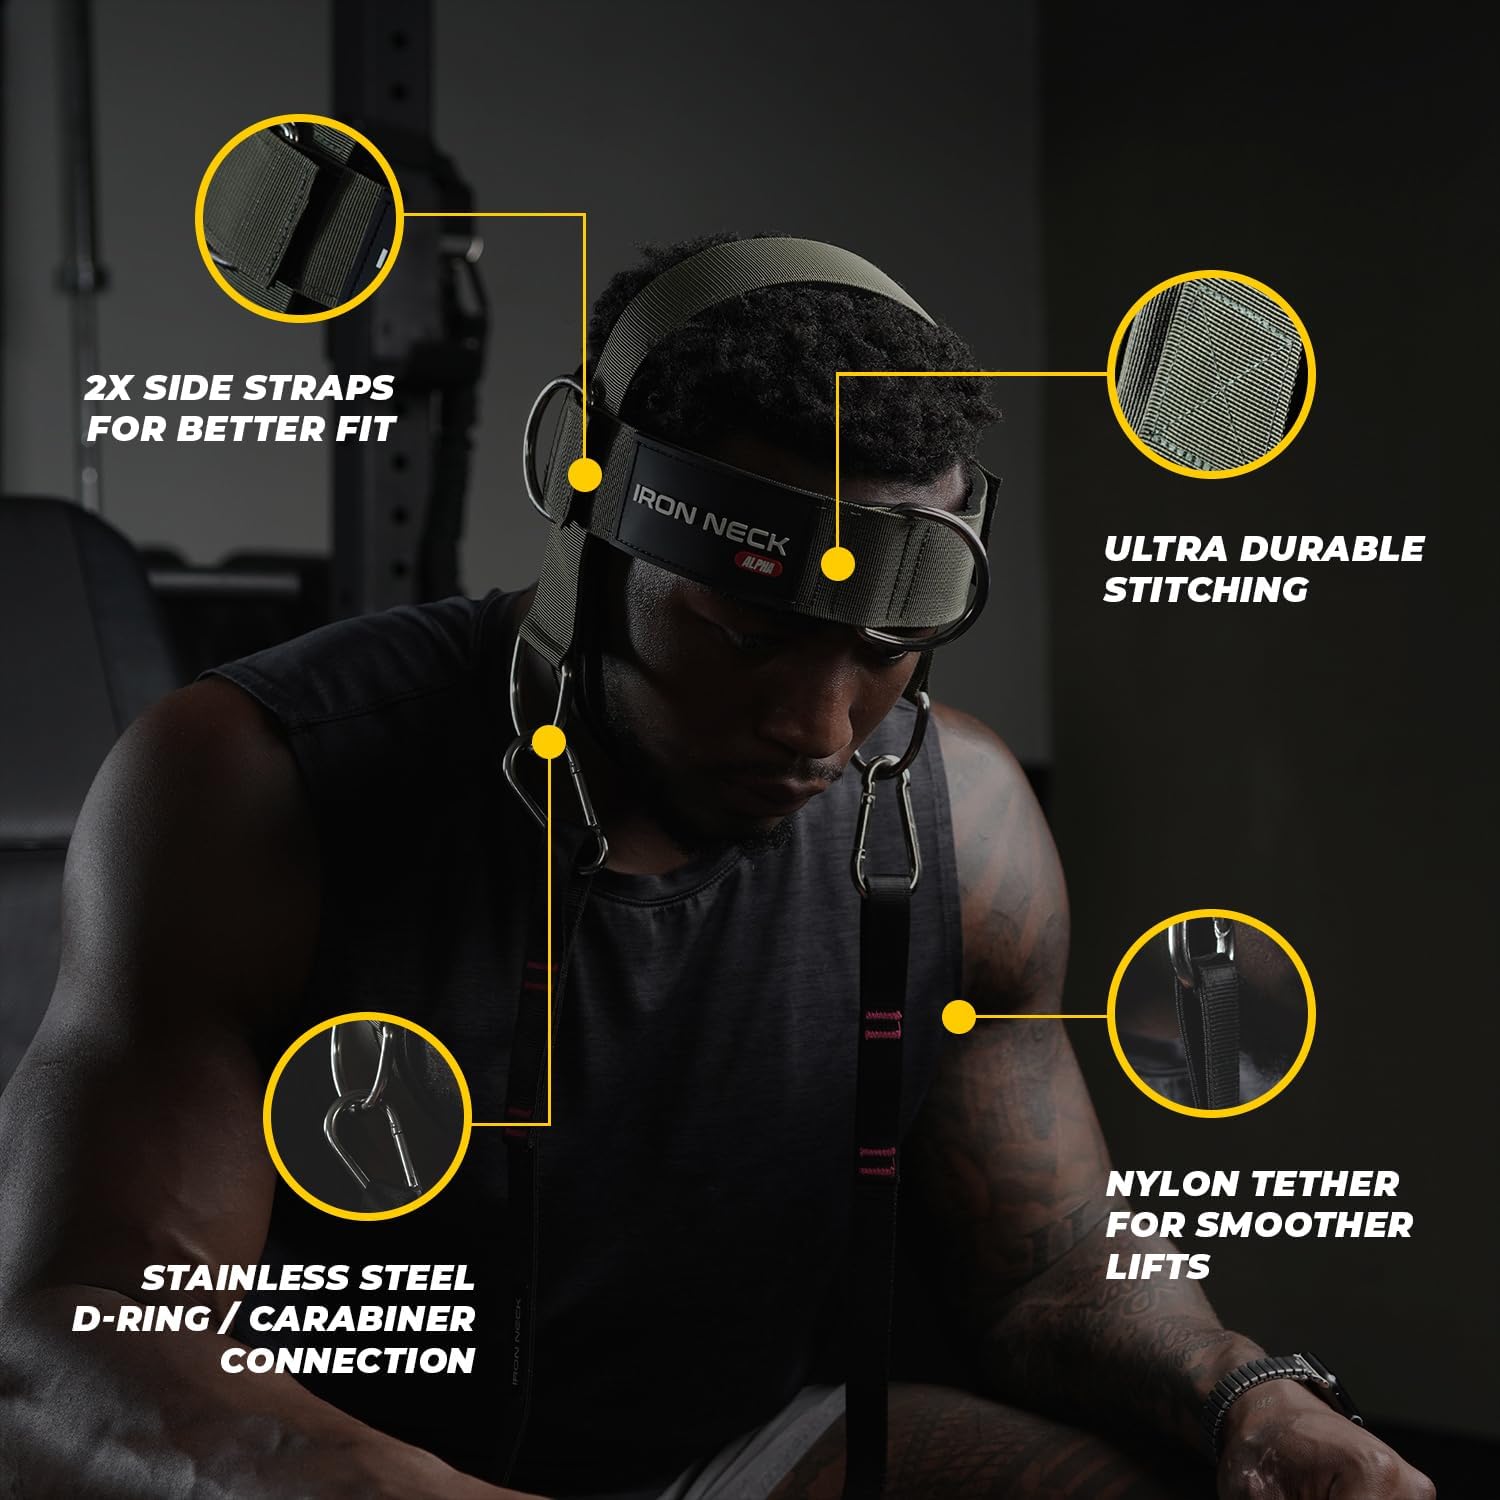 2X SIDE STRAPS
FOR BETTER FIT
IRON NECK
ALPHA
ULTRA DURABLE
STITCHING
NYLON TETHER
FOR SMOOTHER
LIFTS
STAINLESS STEEL
D-RING / CARABINER
CONNECTION
IRON NECK